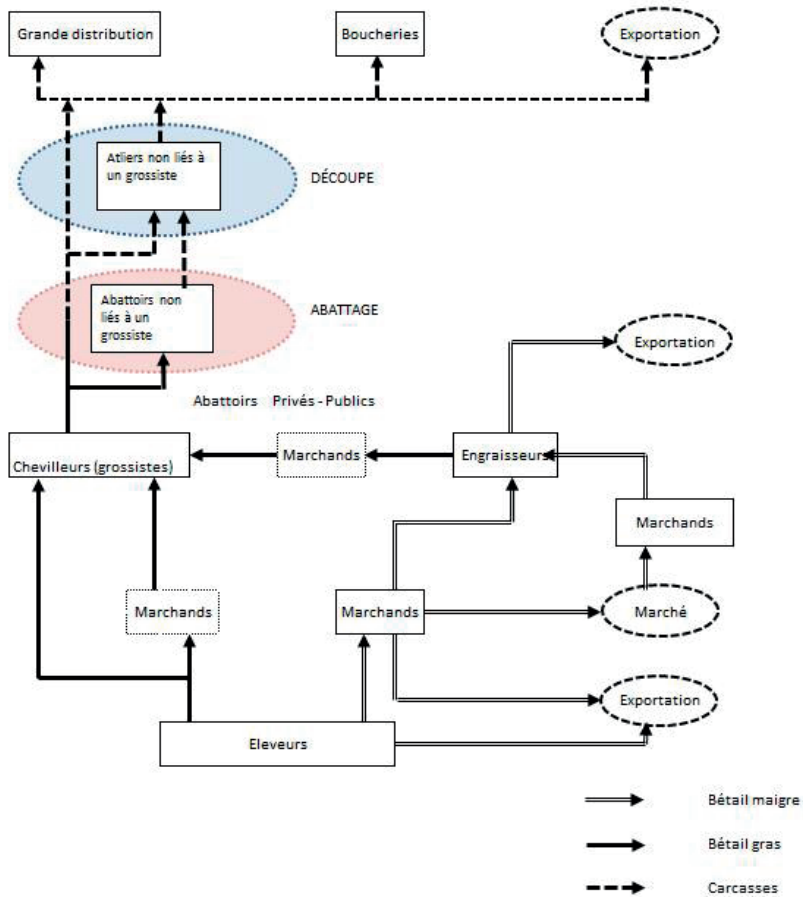 Grande distribution
Boucheries
Exportation
Atliers non liés à
un grossiste
DÉCOUPE
Abattoirs non
liés à un
grossiste
ABATTAGE
Exportation
Abattoirs Privés - Publics
Chevilleurs (grossistes)
Marchands
Engraisseurs
Marchands
Marchands
Marchands
Marché
Exportation
Eleveurs
Bétail maigre
Bétail gras
Carcasses